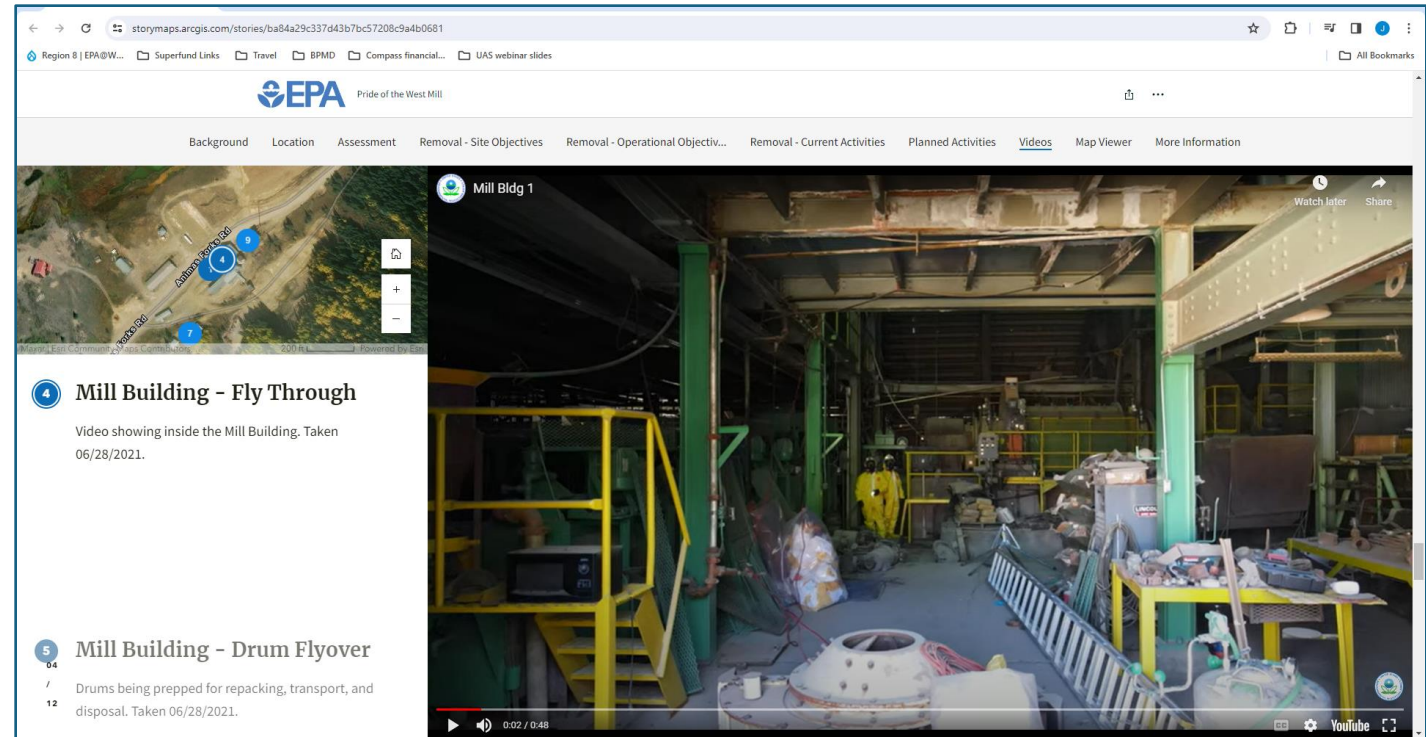 storymaps.arcgis.com/stories/ba84a29c337d43b7bc57208c9a4b0681
J
Region 8 | EPA@W...
Superfund Links
Travel
BPMD
Compass financial...
UAS webinar slides
All Bookmarks
EPA
Pride of the West Mill
Background
Location
Assessment
Removal - Site Objectives
Removal - Operational Objectiv...
Removal - Current Activities
Planned Activities
Videos
Map Viewer
More Information
Animas Forks Rd
9
4
7
Forks Rd
200 ft
Powered by Esri
+
–
4
Mill Building - Fly Through
Video showing inside the Mill Building. Taken
06/28/2021.
5
Mill Building - Drum Flyover
04
/
12
Drums being prepped for repacking, transport, and
disposal. Taken 06/28/2021.
Mill Bldg 1
Watch later
Share
LINCOLN
0:02 / 0:48
CC
YouTube